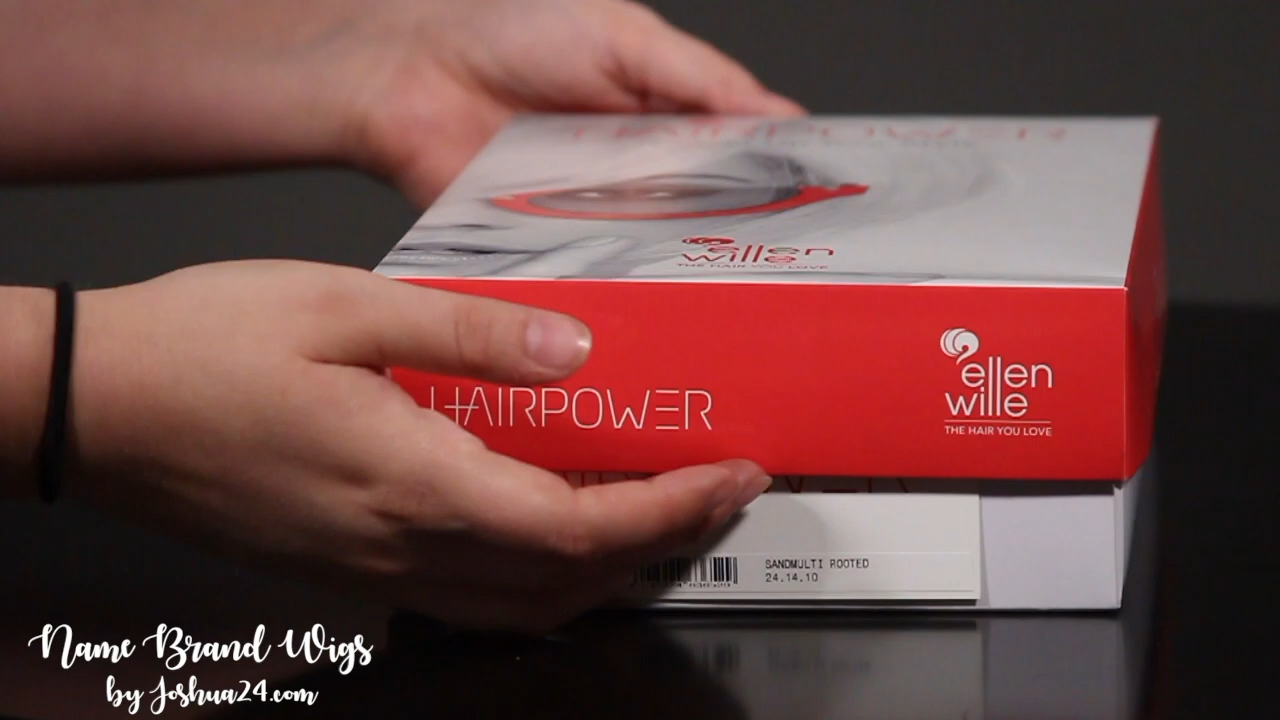 HAIRPOWER
ellen
wille
THE HAIR YOU LOVE
HAIRPOWER
ellen
wille
THE HAIR YOU LOVE
SANDMULTI ROOTED
24.14.10
Name Brand Wigs
by Joshua24.com